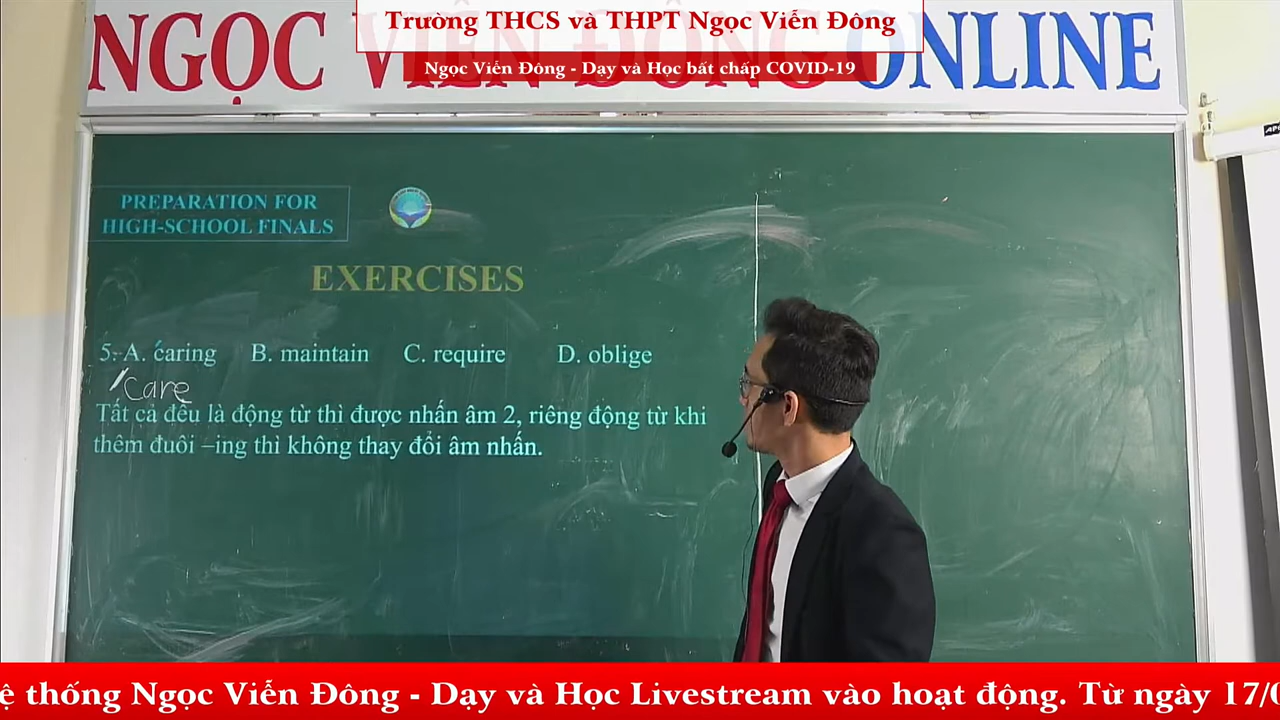 NGỌC VIỄN ĐÔNG ONLINE
Trường THCS và THPT Ngọc Viễn Đông
Ngọc Viễn Đông - Dạy và Học bất chấp COVID-19
PREPARATION FOR
HIGH-SCHOOL FINALS
EXERCISES
5. A. caring B. maintain C. require D. oblige
care
Tất cả đều là động từ thì được nhấn âm 2, riêng động từ khi
thêm đuôi –ing thì không thay đổi âm nhấn.
thống Ngọc Viễn Đông - Dạy và Học Livestream vào hoạt động. Từ ngày